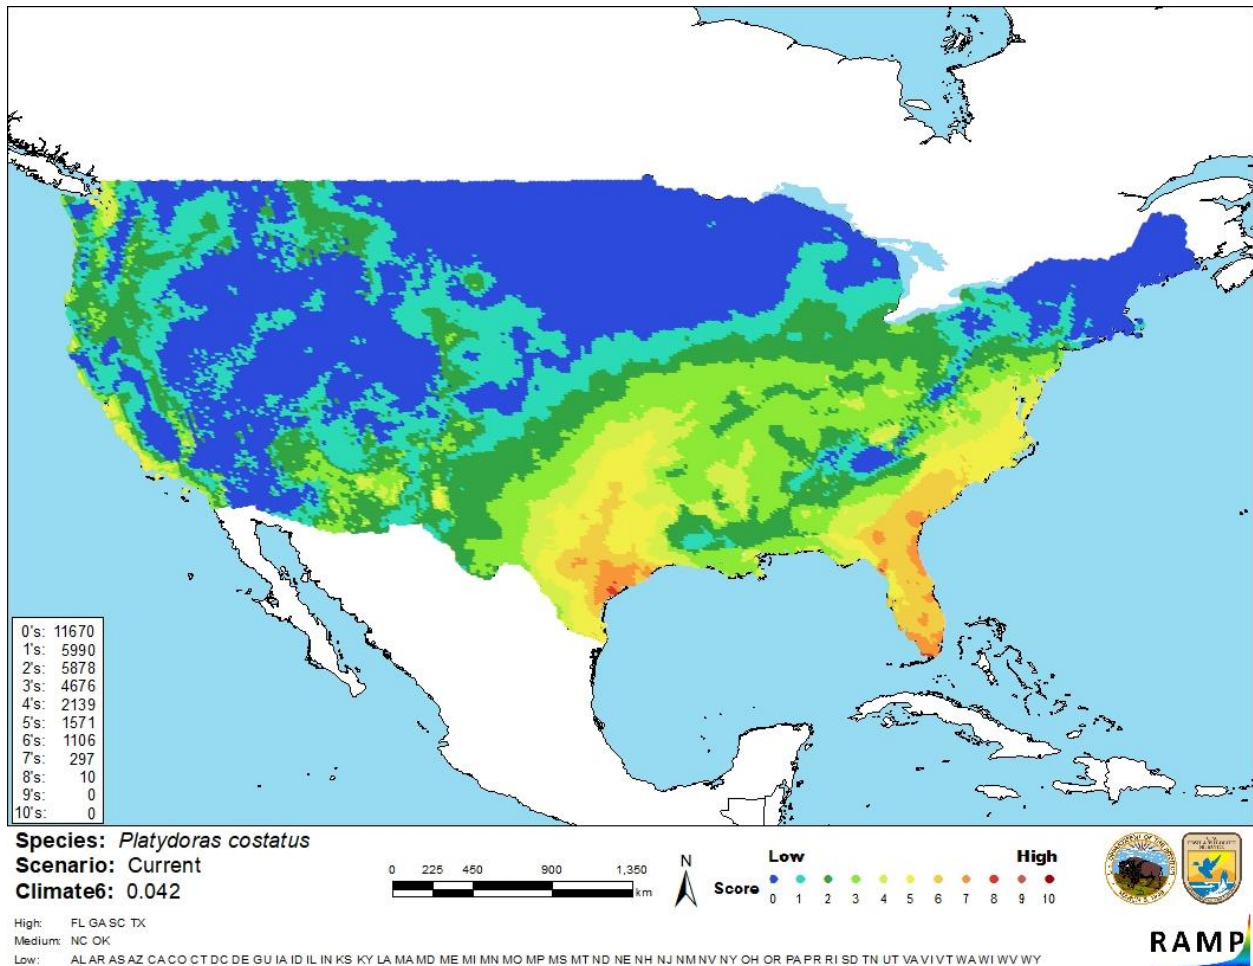 0's: 11670
1's: 5990
2's: 5878
3's: 4676
4's: 2139
5's: 1571
6's: 1106
7's: 297
8's: 10
9's: 0
10's: 0
Species: Platydoras costatus
Scenario: Current
Climate6: 0.042
High: FL GA SC TX
Medium: NC OK
Low: AL AR AS AZ CA CO CT DC DE GU IA ID IL IN KS KY LA MA MD ME MI MN MO MP MS MT ND NE NH NJ NM NV NY OH OR PA PR RI SD TN UT VA VI VT WA WI WV WY
0 225 450 900 1,350
km
N
Low High
Score 0 1 2 3 4 5 6 7 8 9 10
RAMP